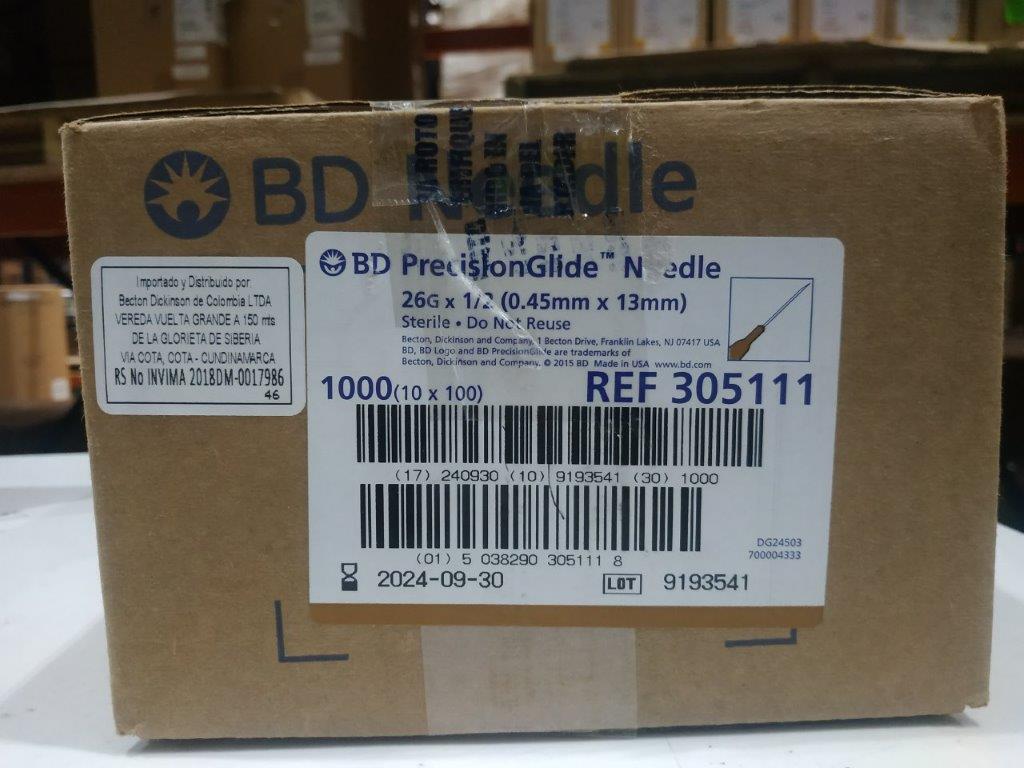 BD Needle
Importado y Distribuido por
Becton Dickinson de Colombia LTDA
VEREDA VUELTA GRANDE A 150 mts
DE LA GLORIETA DE SIBERIA
VIA COTA, COTA - CUNDINAMARCA
RS No INVIMA 2018DM-0017986
46
BD PrecisionGlide™ Needle
26G x 1/2 (0.45mm x 13mm)
Sterile • Do Not Reuse
Becton, Dickinson and Company, 1 Becton Drive, Franklin Lakes, NJ 07417 USA
BD, BD Logo and BD PrecisionGlide are trademarks of
Becton, Dickinson and Company. © 2015 BD Made in USA www.bd.com
1000(10 x 100) REF 305111
(17) 240930 (10) 9193541 (30) 1000
(01) 5 038290 305111 8
DG24503
700004333
2024-09-30 LOT 9193541